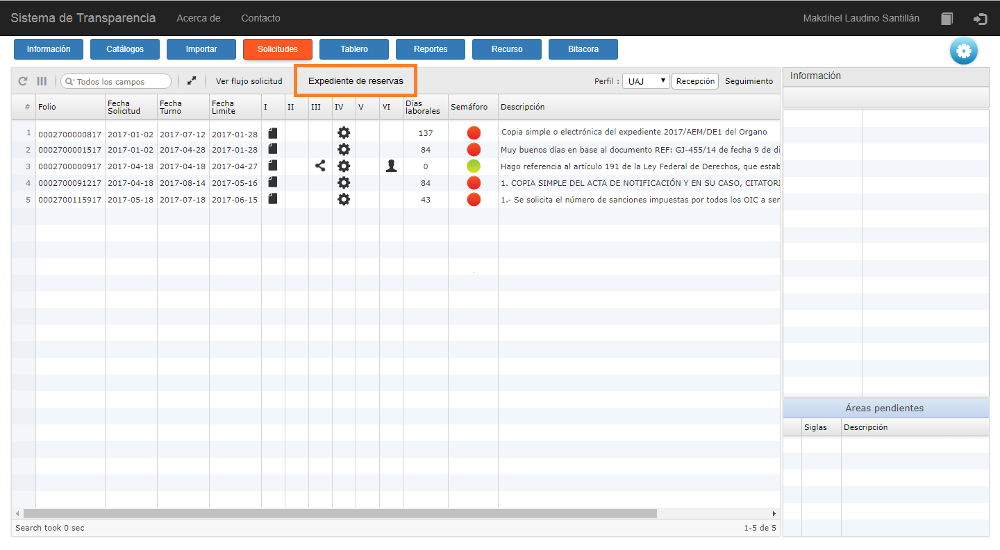 Sistema de Transparencia Acerca de Contacto Makdihel Laudino Santillán
Información Catálogos Importar Solicitudes Tablero Reportes Recurso Bitacora
Todos los campos Ver flujo solicitud Expediente de reservas Perfil : UAJ Recepción Seguimiento
# Folio Fecha Solicitud Fecha Turno Fecha Limite I II III IV V VI Días laborales Semáforo Descripción
1 0002700000817 2017-01-02 2017-07-12 2017-01-28 137 Copia simple o electrónica del expediente 2017/AEM/DE1 del Organo
2 0002700001517 2017-01-02 2017-04-28 2017-01-28 84 Muy buenos días en base al documento REF: GJ-455/14 de fecha 9 de di
3 0002700000917 2017-04-18 2017-04-18 2017-04-27 0 Hago referencia al artículo 191 de la Ley Federal de Derechos, que estab
4 0002700091217 2017-04-18 2017-08-14 2017-05-16 84 1. COPIA SIMPLE DEL ACTA DE NOTIFICACIÓN Y EN SU CASO, CITATORI
5 0002700115917 2017-05-18 2017-07-18 2017-06-15 43 1.- Se solicita el número de sanciones impuestas por todos los OIC a ser
Search took 0 sec 1-5 de 5
Información
Áreas pendientes
Siglas Descripción